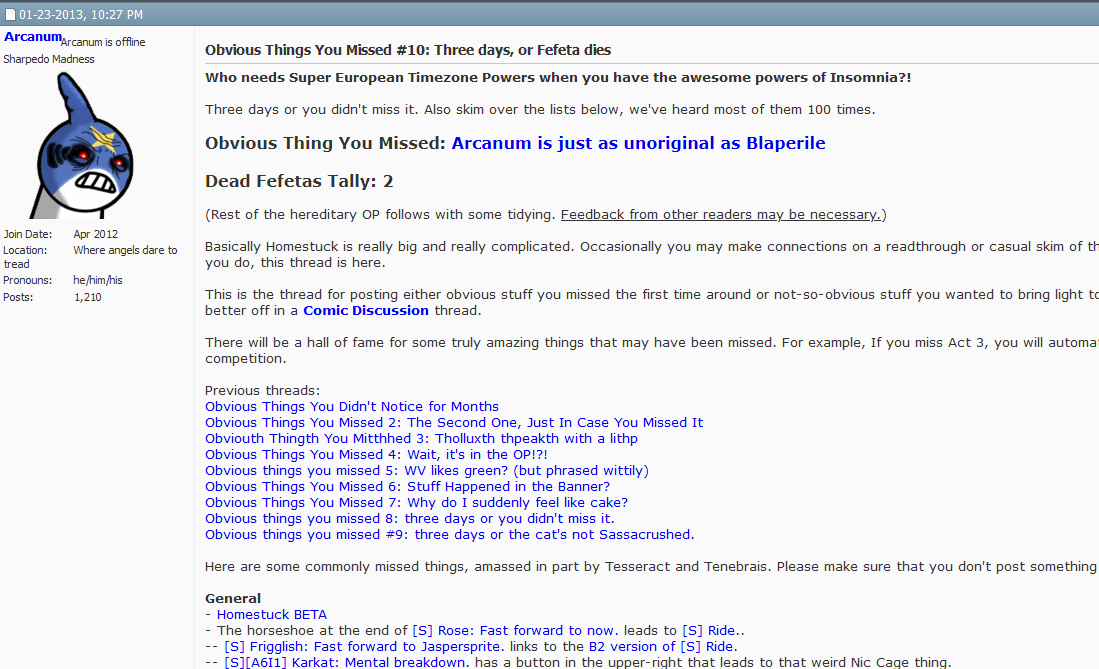 01-23-2013, 10:27 PM
Arcanum
Arcanum is offline
Sharpedo Madness
Join Date: Apr 2012
Location: Where angels dare to
tread
Pronouns: he/him/his
Posts: 1,210
Obvious Things You Missed #10: Three days, or Fefeta dies
Who needs Super European Timezone Powers when you have the awesome powers of Insomnia?!
Three days or you didn't miss it. Also skim over the lists below, we've heard most of them 100 times.
Obvious Thing You Missed: Arcanum is just as unoriginal as Blaperile
Dead Fefetas Tally: 2
(Rest of the hereditary OP follows with some tidying. Feedback from other readers may be necessary.)
Basically Homestuck is really big and really complicated. Occasionally you may make connections on a readthrough or casual skim of
you do, this thread is here.
This is the thread for posting either obvious stuff you missed the first time around or not-so-obvious stuff you wanted to bring light
better off in a Comic Discussion thread.
There will be a hall of fame for some truly amazing things that may have been missed. For example, If you miss Act 3, you will
competition.
Previous threads:
Obvious Things You Didn't Notice for Months
Obvious Things You Missed 2: The Second One, Just In Case You Missed It
Obviouth Thingth You Mitthhed 3: Tholluxth thpeakth with a lithp
Obvious Things You Missed 4: Wait, it's in the OP!?!
Obvious things you missed 5: WV likes green? (but phrased wittily)
Obvious Things You Missed 6: Stuff Happened in the Banner?
Obvious Things You Missed 7: Why do I suddenly feel like cake?
Obvious things you missed 8: three days or you didn't miss it.
Obvious things you missed #9: three days or the cat's not Sassacrushed.
Here are some commonly missed things, amassed in part by Tesseract and Tenebrais. Please make sure that you don't post something
General
- Homestuck BETA
- The horseshoe at the end of [S] Rose: Fast forward to now. leads to [S] Ride..
-- [S] Frigglish: Fast forward to Jaspersprite. links to the B2 version of [S] Ride.
-- [S][A6I1] Karkat: Mental breakdown. has a button in the upper-right that leads to that weird Nic Cage thing.